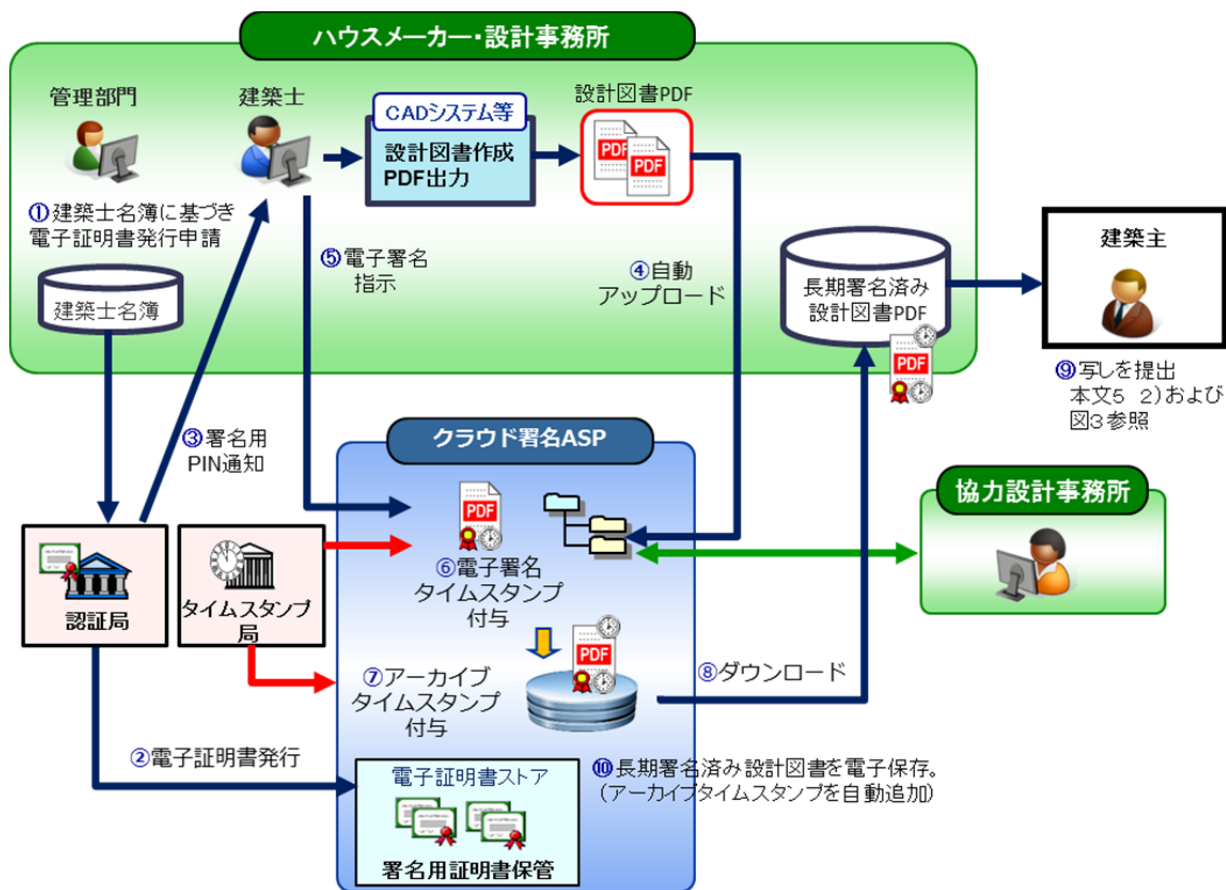 ハウスメーカー・設計事務所
管理部門
建築士
CADシステム等
設計図書作成
PDF出力
設計図書PDF
PDF
PDF
①建築士名簿に基づき
電子証明書発行申請
建築士名簿
⑤電子署名
指示
④自動
アップロード
長期署名済み
設計図書PDF
PDF
建築主
⑨写しを提出
本文5 2)および
図3参照
③署名用
PIN通知
クラウド署名ASP
PDF
⑥電子署名
タイムスタンプ
付与
協力設計事務所
認証局
タイムスタンプ
局
PDF
⑦アーカイブ
タイムスタンプ
付与
⑧ダウンロード
②電子証明書発行
電子証明書ストア
署名用証明書保管
⑩長期署名済み設計図書を電子保存。
(アーカイブタイムスタンプを自動追加)